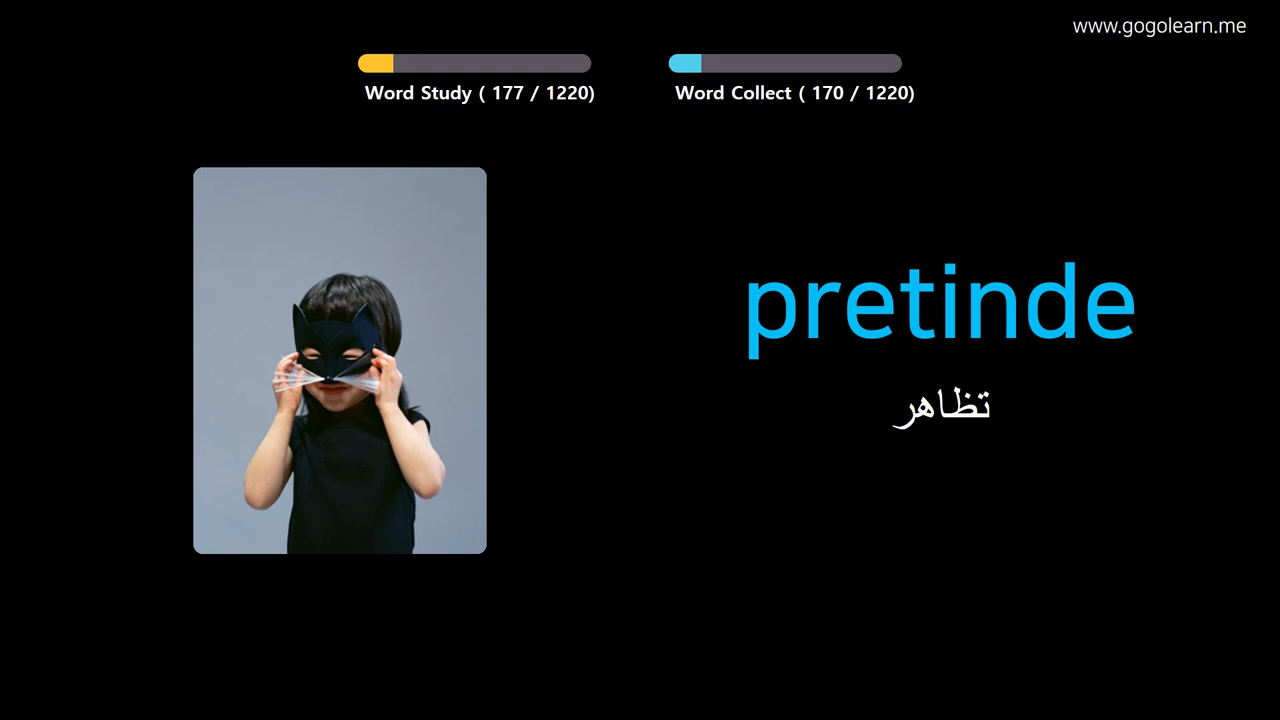 www.gogolearn.me
Word Study ( 177 / 1220)
Word Collect ( 170 / 1220)
pretinde
تظاهر